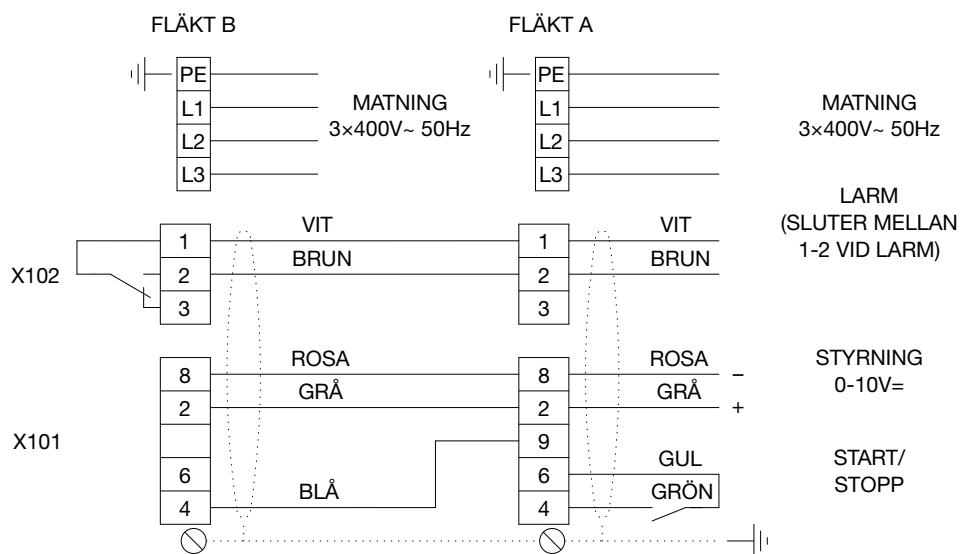 FLÄKT B
FLÄKT A
PE
L1
L2
L3
MATNING
3×400V~ 50Hz
PE
L1
L2
L3
MATNING
3×400V~ 50Hz
LARM
(SLUTER MELLAN
1-2 VID LARM)
X102
1
2
3
VIT
BRUN
1
2
3
VIT
BRUN
X101
8
2
6
4
ROSA
GRÅ
BLÅ
8
2
9
6
4
ROSA –
GRÅ +
GUL
GRÖN
STYRNING
0-10V=
START/
STOPP